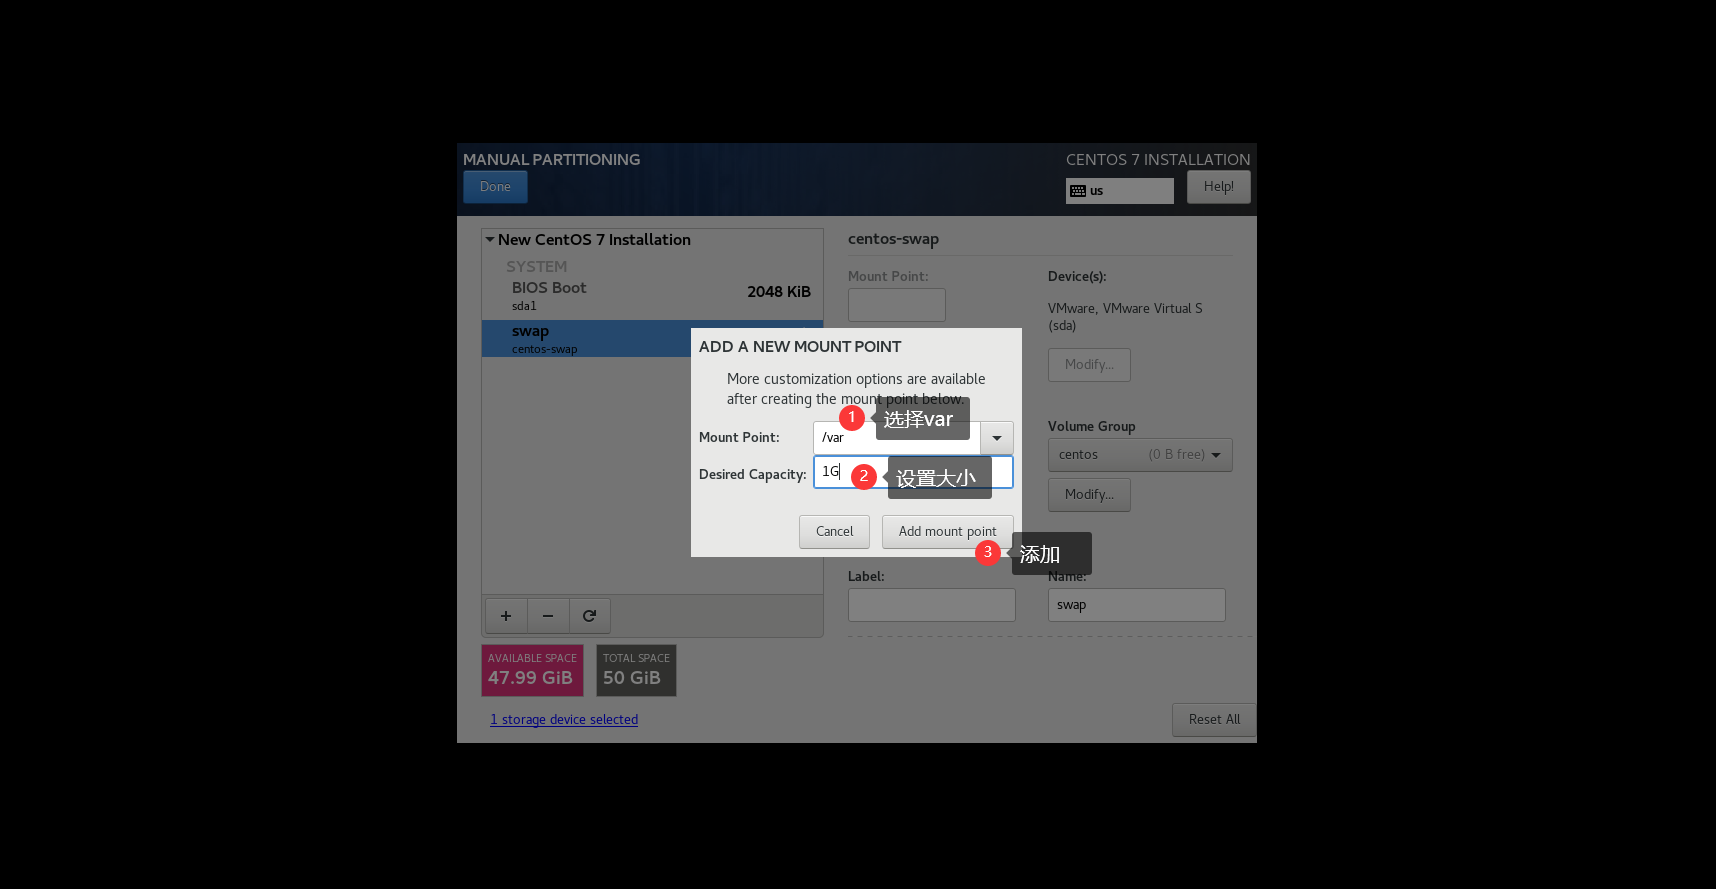 MANUAL PARTITIONING
CENTOS 7 INSTALLATION
Done
us
Help!
New CentOS 7 Installation
SYSTEM
BIOS Boot
sda1
2048 KiB
swap
centos-swap
centos-swap
Mount Point:
Device(s):
VMware, VMware Virtual S
(sda)
Modify...
ADD A NEW MOUNT POINT
More customization options are available
after creating the mount point below.
1
选择var
Mount Point:
/var
Desired Capacity:
1G
2
设置大小
Cancel
Add mount point
3
添加
Volume Group
centos
(0 B free)
Modify...
Label:
Name:
swap
AVAILABLE SPACE
47.99 GiB
TOTAL SPACE
50 GiB
1 storage device selected
Reset All